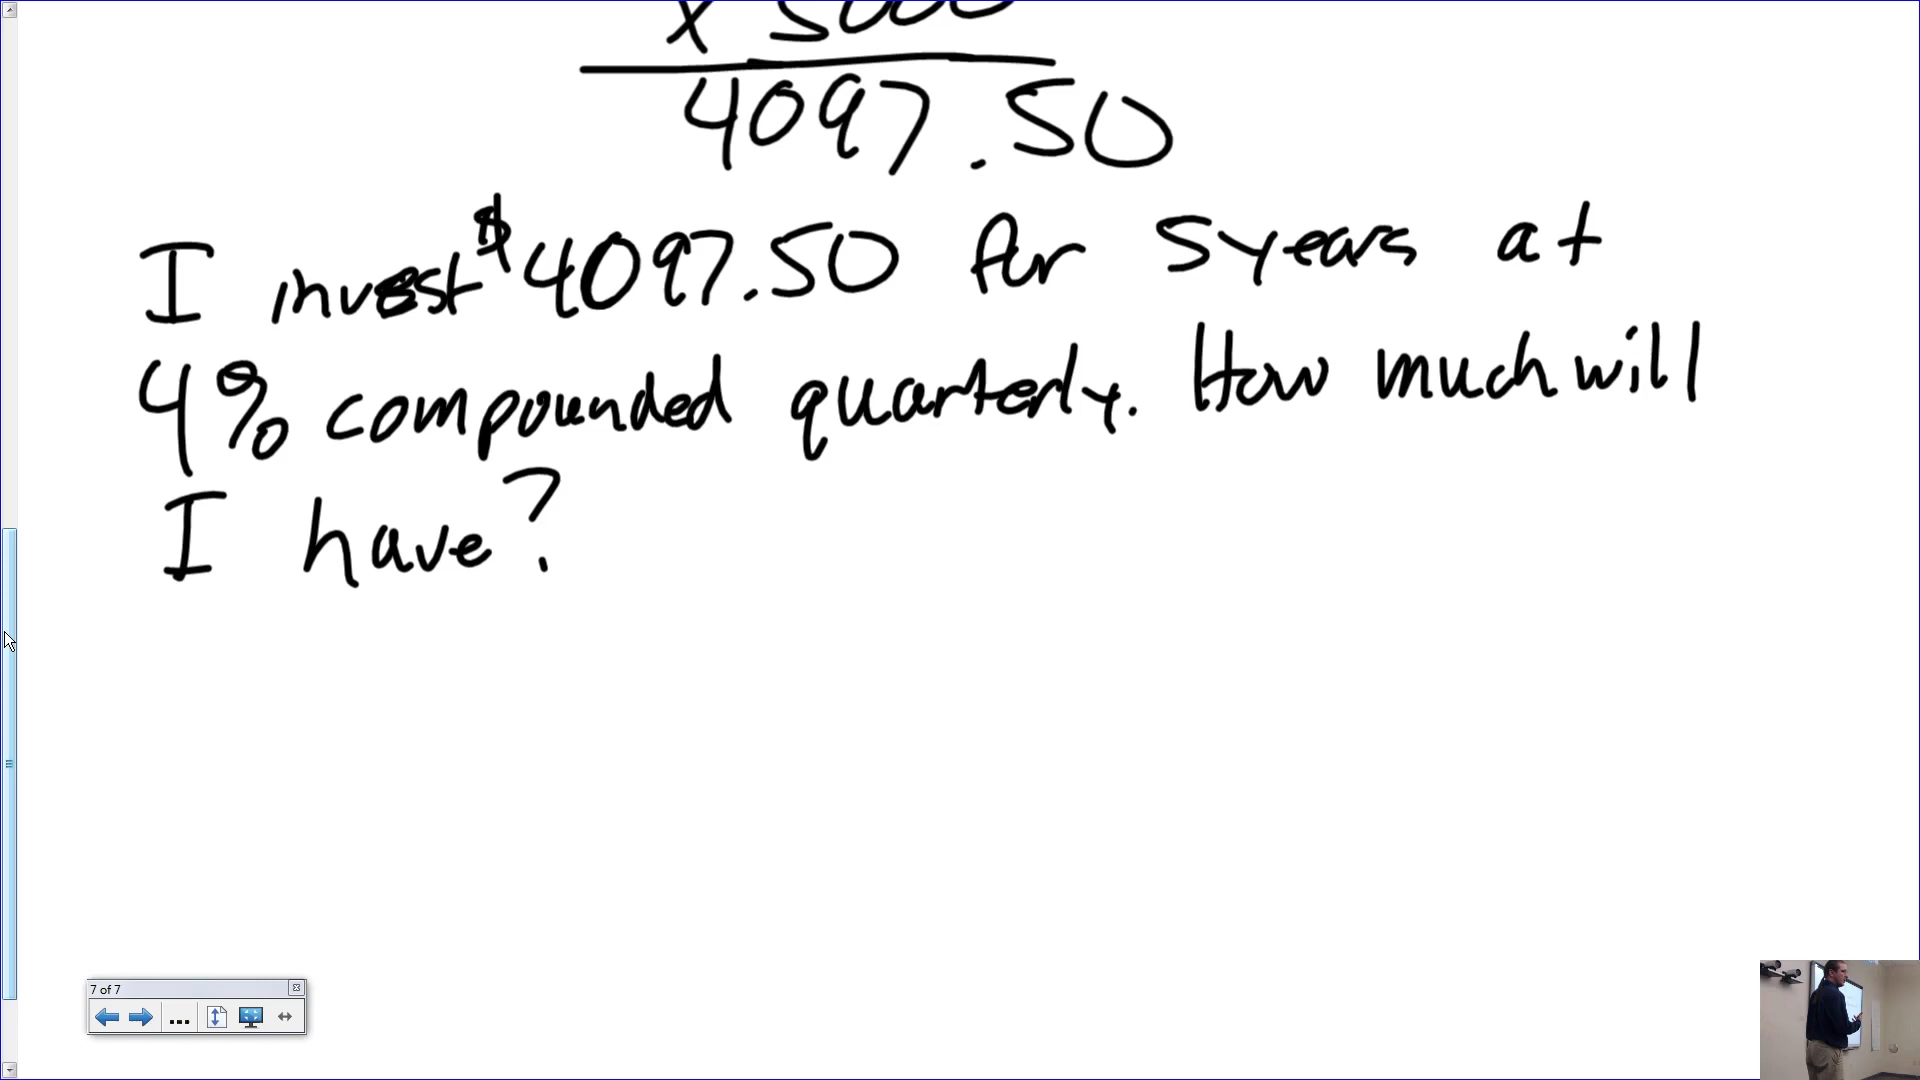 x 5000
4097.50
I invest $4097.50 for 5 years at
4% compounded quarterly. How much will
I have?
7 of 7
...